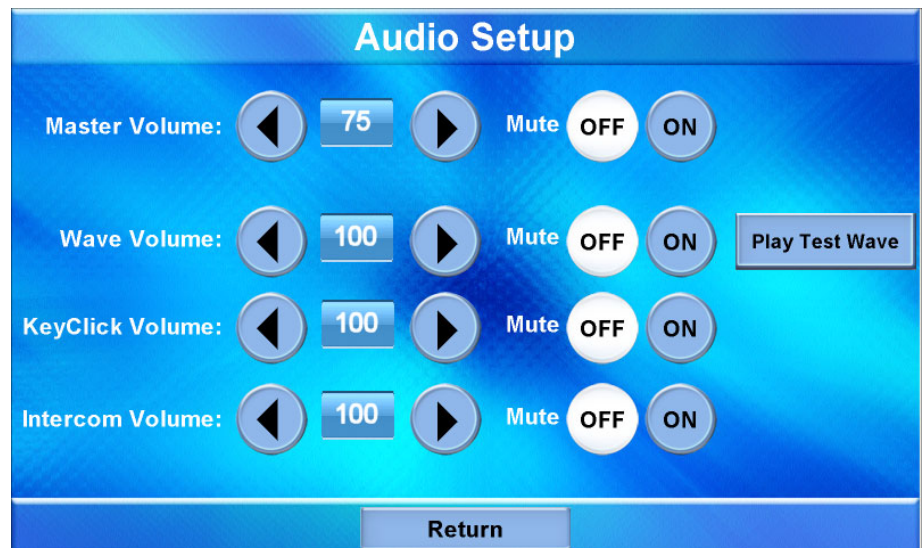 Audio Setup
Master Volume: 75 Mute OFF ON
Wave Volume: 100 Mute OFF ON Play Test Wave
KeyClick Volume: 100 Mute OFF ON
Intercom Volume: 100 Mute OFF ON
Return